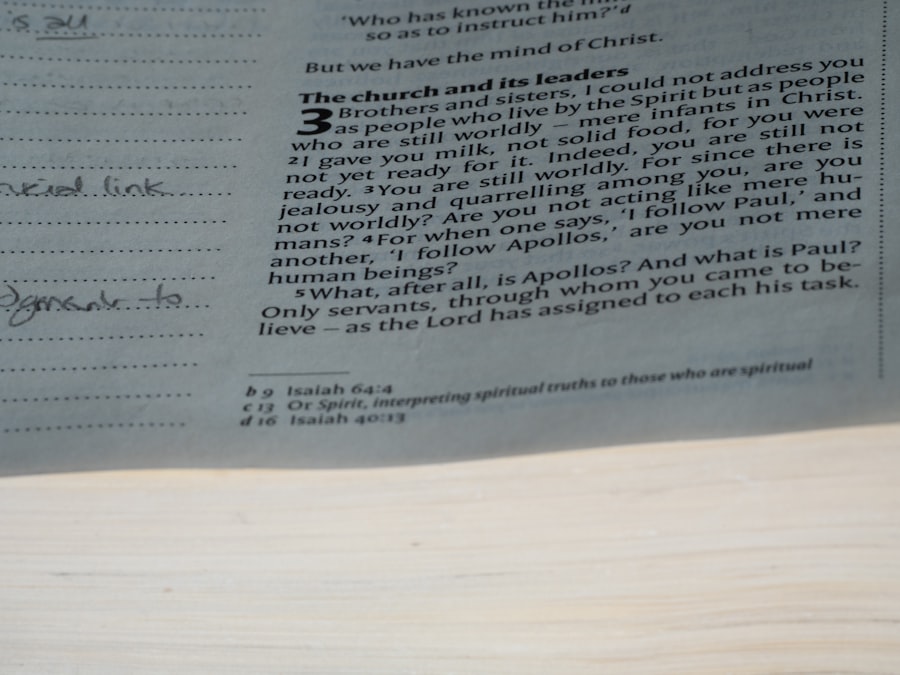 s all
link
to
'Who has known the
so as to instruct him?'d
But we have the mind of Christ.
The church and its leaders
3 Brothers and sisters, I could not address you
as people who live by the Spirit but as people
who are still worldly – mere infants in Christ.
2 I gave you milk, not solid food, for you were
not yet ready for it. Indeed, you are still not
ready. 3 You are still worldly. For since there is
jealousy and quarrelling among you, are you
not worldly? Are you not acting like mere hu-
mans? 4 For when one says, 'I follow Paul,' and
another, 'I follow Apollos,' are you not mere
human beings?
5 What, after all, is Apollos? And what is Paul?
Only servants, through whom you came to be-
lieve – as the Lord has assigned to each his task.
b 9 Isaiah 64:4
c 13 Or Spirit, interpreting spiritual truths to those who are spiritual
d 16 Isaiah 40:13